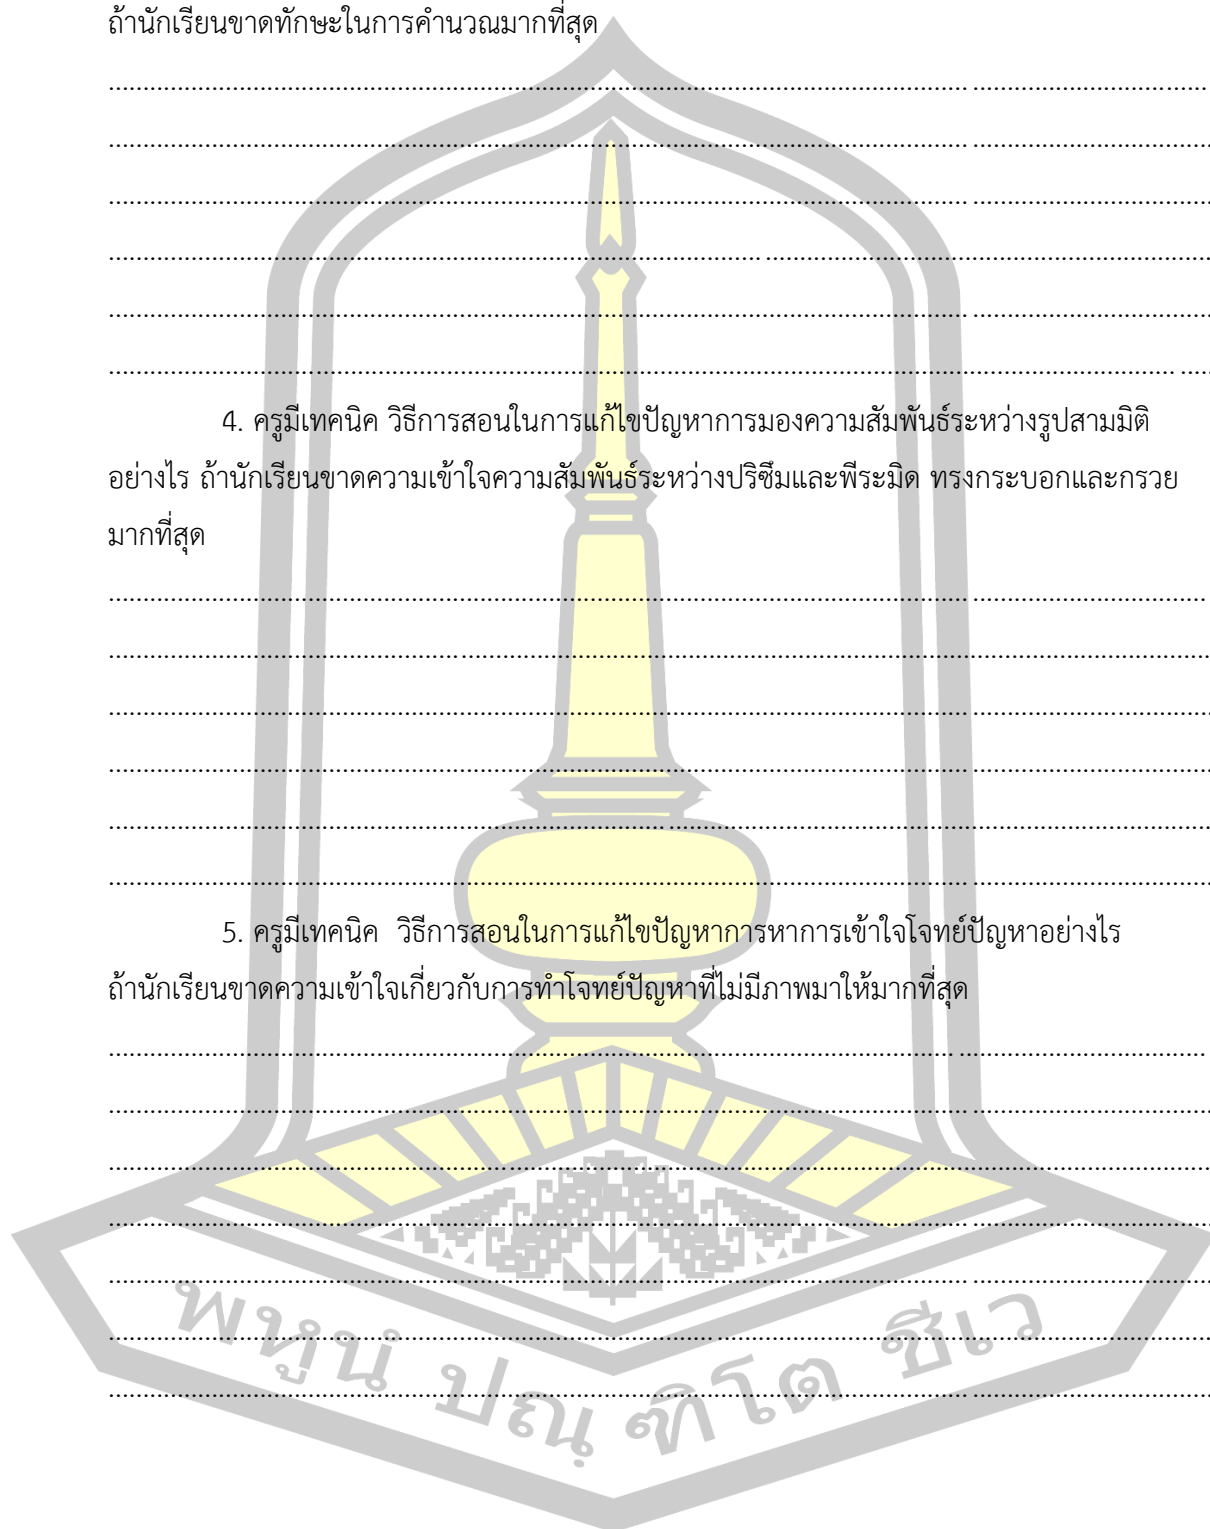 ถ้านักเรียนขาดทักษะในการคำนวณมากที่สุด
4. ครูมีเทคนิค วิธีการสอนในการแก้ไขปัญหาการมองความสัมพันธ์ระหว่างรูปสามมิติ
อย่างไร ถ้านักเรียนขาดความเข้าใจความสัมพันธ์ระหว่างปริซึมและพีระมิด ทรงกระบอกและกรวย
มากที่สุด
5. ครูมีเทคนิค  วิธีการสอนในการแก้ไขปัญหาการหาการเข้าใจโจทย์ปัญหาอย่างไร
ถ้านักเรียนขาดความเข้าใจเกี่ยวกับการทำโจทย์ปัญหาที่ไม่มีภาพมาให้มากที่สุด
พหูนํ ปณฺฑิโต ชีเว